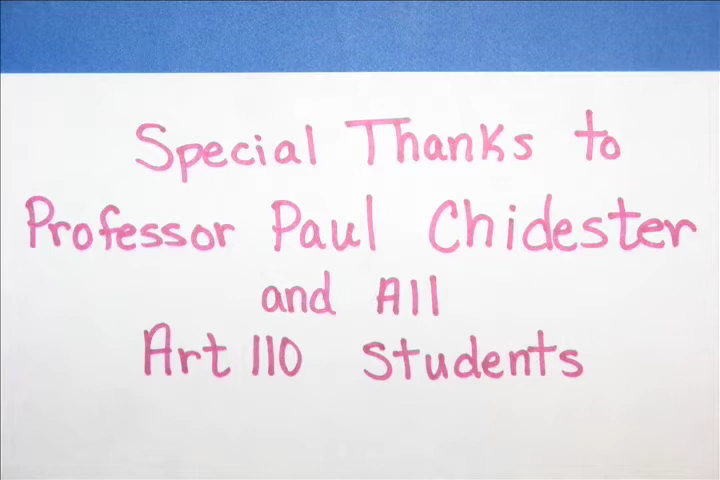 Special Thanks to
Professor Paul Chidester
and All
Art 110 Students